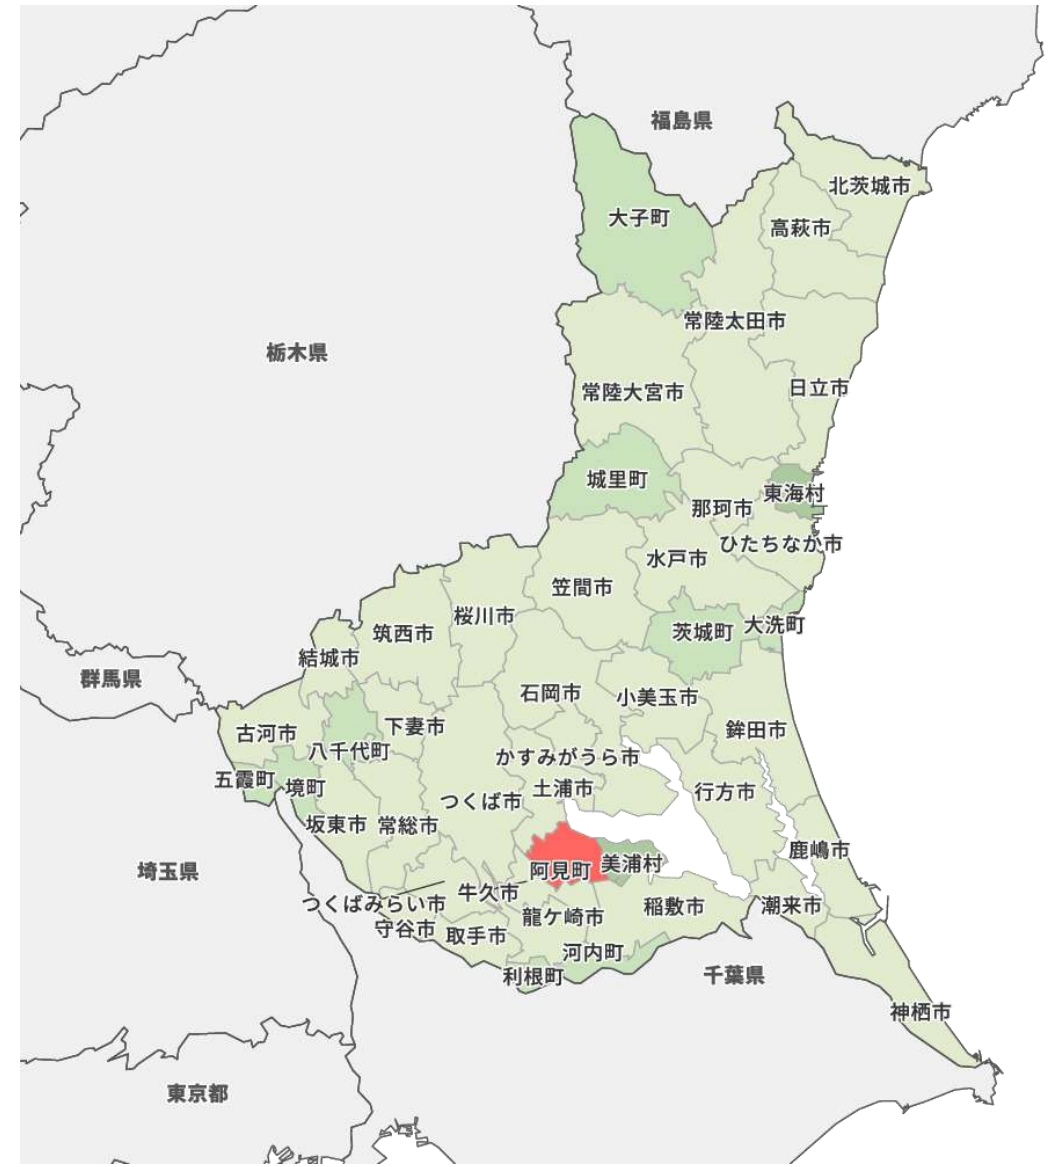 福島県
北茨城市
大子町
高萩市
常陸太田市
栃木県
日立市
常陸大宮市
城里町
東海村
那珂市
ひたちなか市
水戸市
笠間市
桜川市
大洗町
茨城町
筑西市
結城市
群馬県
石岡市
小美玉市
鉾田市
下妻市
古河市
八千代町
かすみがうら市
五霞町
境町
土浦市
行方市
つくば市
坂東市
常総市
鹿嶋市
埼玉県
阿見町
美浦村
牛久市
つくばみらい市
稲敷市
潮来市
龍ケ崎市
守谷市
取手市
河内町
利根町
千葉県
神栖市
東京都